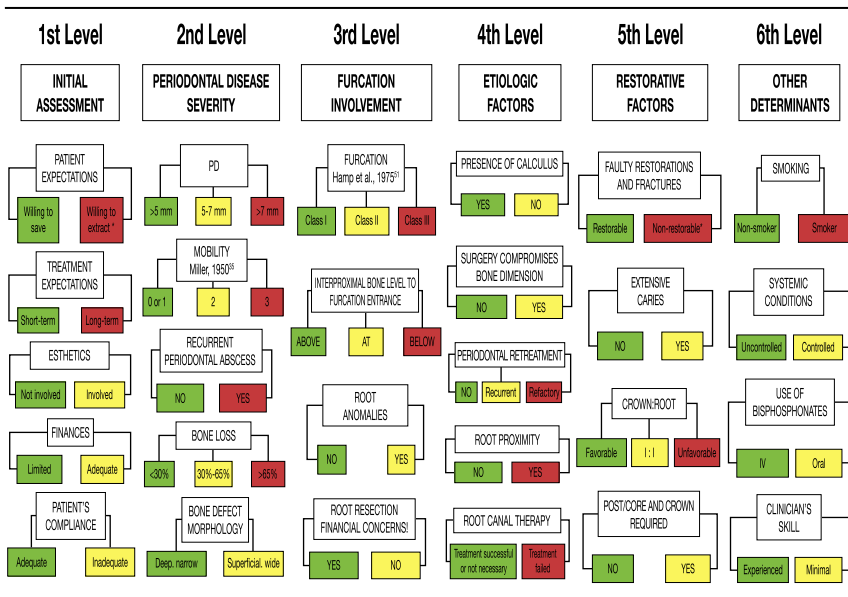 1st Level
INITIAL
ASSESSMENT
PATIENT
EXPECTATIONS
Willing to
save
Willing to
extract *
TREATMENT
EXPECTATIONS
Short-term
Long-term
ESTHETICS
Not involved
Involved
FINANCES
Limited
Adequate
PATIENT'S
COMPLIANCE
Adequate
Inadequate
2nd Level
PERIODONTAL DISEASE
SEVERITY
PD
>5 mm
5-7 mm
>7 mm
MOBILITY
Miller, 1950³⁵
0 or 1
2
3
RECURRENT
PERIODONTAL ABSCESS
NO
YES
BONE LOSS
<30%
30%-65%
>65%
BONE DEFECT
MORPHOLOGY
Deep. narrow
Superficial. wide
3rd Level
FURCATION
INVOLVEMENT
FURCATION
Hamp et al., 1975⁵¹
Class I
Class II
Class III
INTERPROXIMAL BONE LEVEL TO
FURCATION ENTRANCE
ABOVE
AT
BELOW
ROOT
ANOMALIES
NO
YES
ROOT RESECTION
FINANCIAL CONCERNS!
YES
NO
4th Level
ETIOLOGIC
FACTORS
PRESENCE OF CALCULUS
YES
NO
SURGERY COMPROMISES
BONE DIMENSION
NO
YES
PERIODONTAL RETREATMENT
NO
Recurrent
Refactory
ROOT PROXIMITY
NO
YES
ROOT CANAL THERAPY
Treatment successful
or not necessary
Treatment
failed
5th Level
RESTORATIVE
FACTORS
FAULTY RESTORATIONS
AND FRACTURES
Restorable
Non-restorable*
EXTENSIVE
CARIES
NO
YES
CROWN:ROOT
Favorable
I : I
Unfavorable
POST/CORE AND CROWN
REQUIRED
NO
YES
6th Level
OTHER
DETERMINANTS
SMOKING
Non-smoker
Smoker
SYSTEMIC
CONDITIONS
Uncontrolled
Controlled
USE OF
BISPHOSPHONATES
IV
Oral
CLINICIAN'S
SKILL
Experienced
Minimal